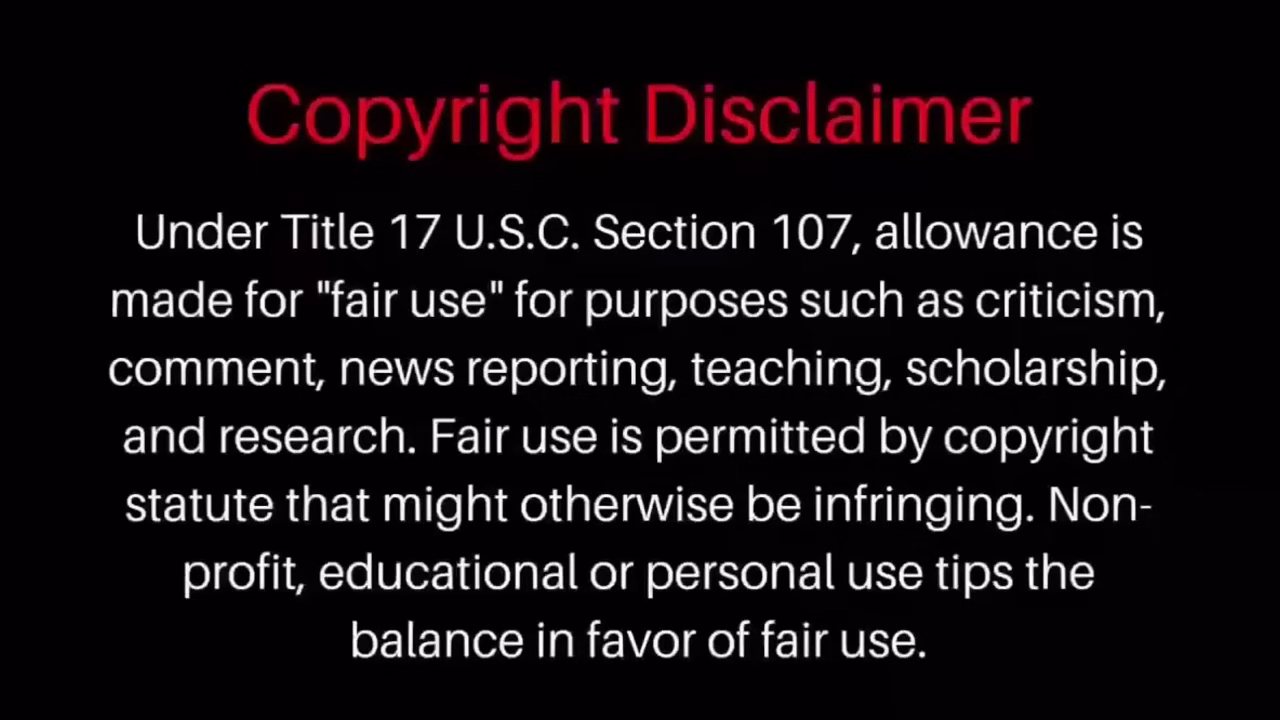 Copyright Disclaimer
Under Title 17 U.S.C. Section 107, allowance is
made for "fair use" for purposes such as criticism,
comment, news reporting, teaching, scholarship,
and research. Fair use is permitted by copyright
statute that might otherwise be infringing. Non-
profit, educational or personal use tips the
balance in favor of fair use.